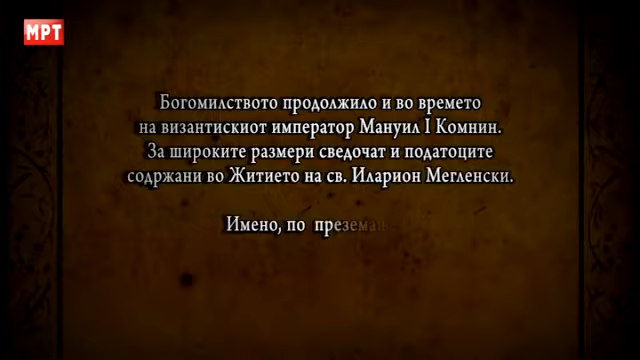 МРТ
Богомилството продолжило и во времето
на византискиот император Мануил I Комнин.
За широките размери сведочат и податоците
содржани во Житието на св. Иларион Мегленски.
Имено, по